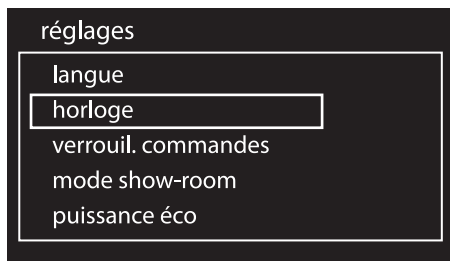 réglages
langue
horloge
verrouil. commandes
mode show-room
puissance éco